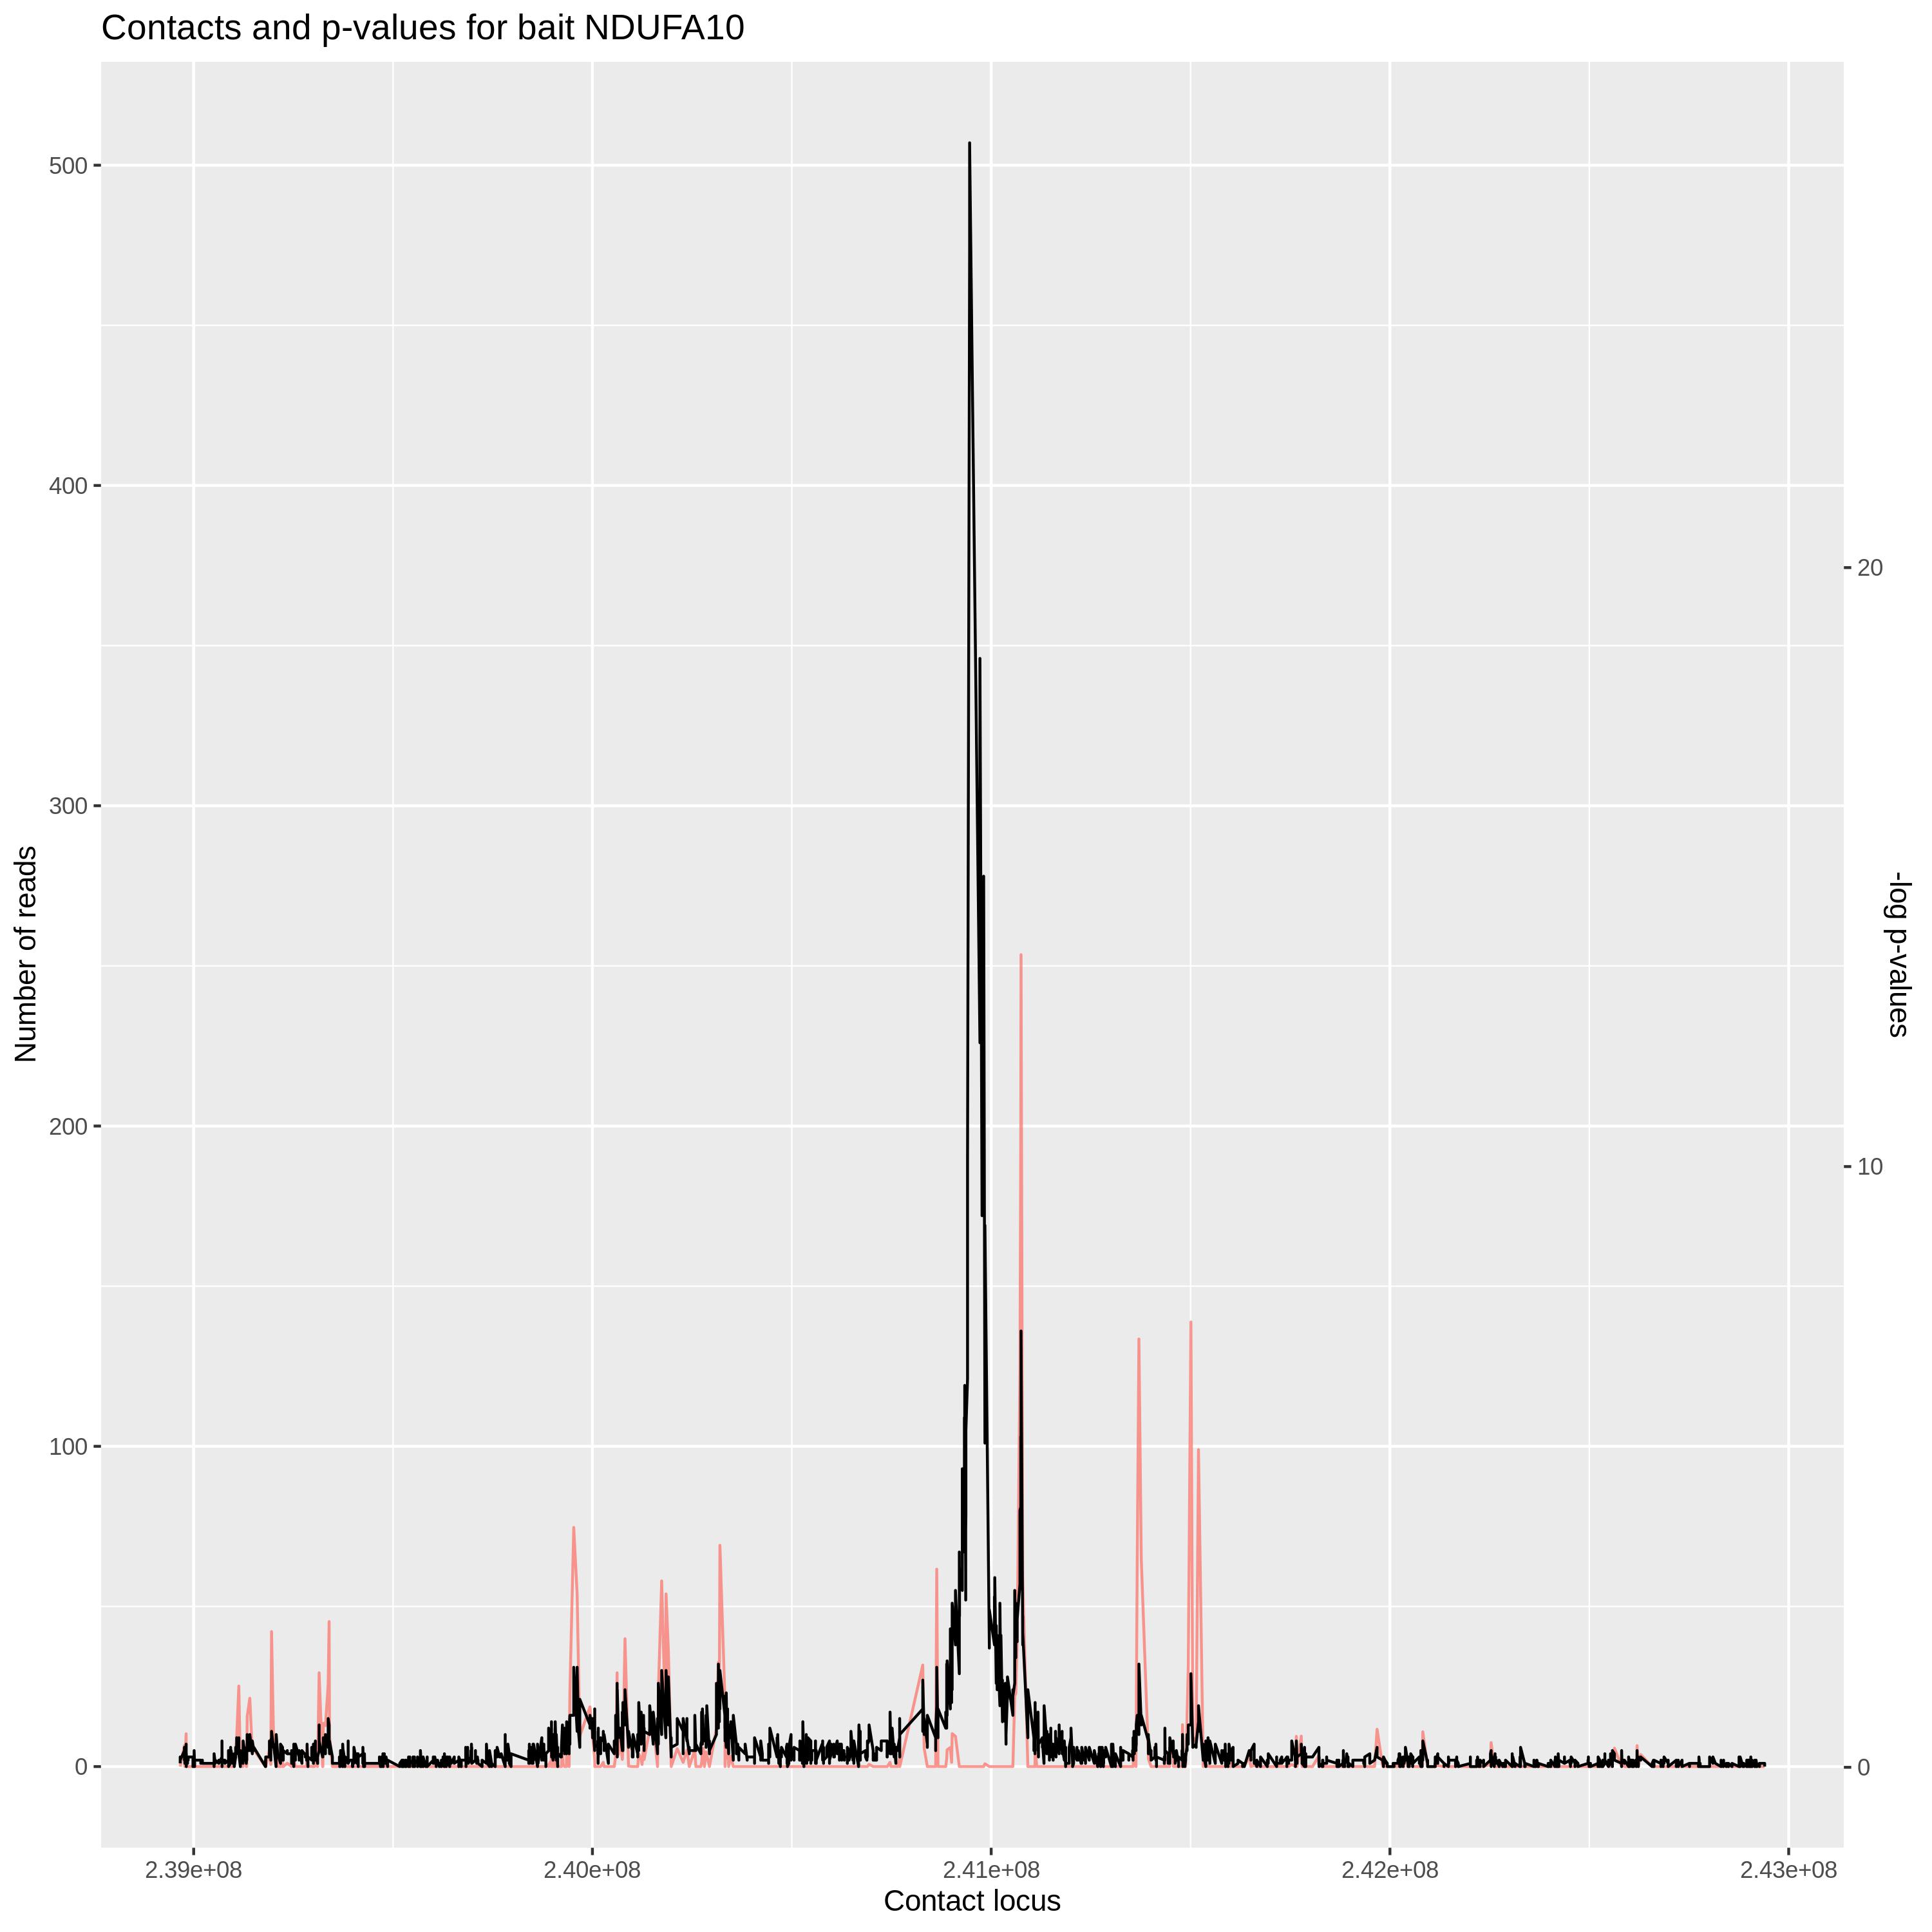 Contacts and p-values for bait NDUFA10
500
400
300
200
100
0
Number of reads
20
10
0
-log p-values
2.39e+08
2.40e+08
2.41e+08
2.42e+08
2.43e+08
Contact locus